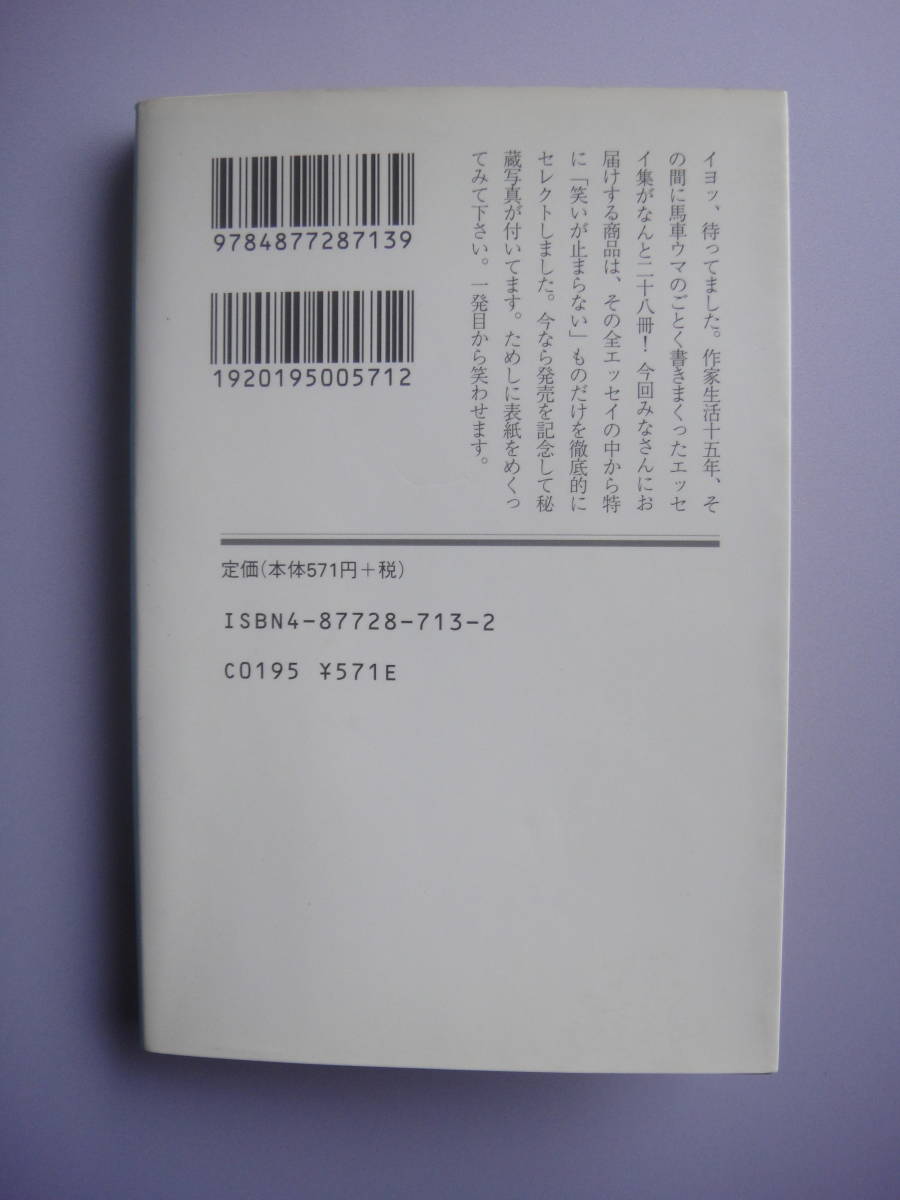 イヨッ、待ってました。作家生活十五年、そ
の間に馬車ウマのごとく書きまくったエッセ
イ集がなんと二十八冊！今回みなさんにお
届けする商品は、その全エッセイの中から特
に「笑いが止まらない」ものだけを徹底的に
セレクトしました。今なら発売を記念して秘
蔵写真が付いてます。ためしに表紙をめくっ
てみて下さい。一発目から笑わせます。
9784877287139
1920195005712
定価(本体571円＋税)
ISBN4-87728-713-2
C0195 ¥571E